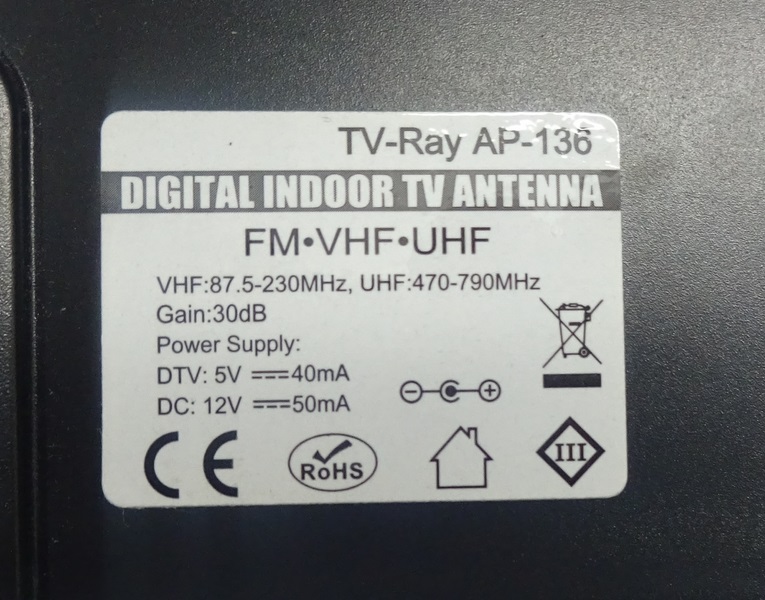 TV-Ray AP-136
DIGITAL INDOOR TV ANTENNA
FM•VHF•UHF
VHF:87.5-230MHz, UHF:470-790MHz
Gain:30dB
Power Supply:
DTV: 5V ⎓40mA
DC: 12V ⎓50mA
CE
RoHS
III